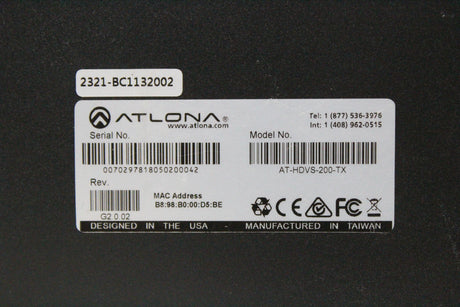 2321-BC1132002
ATLONA®
www.atlona.com
Tel: 1 (877) 536-3976
Int: 1 (408) 962-0515
Serial No.
Model No.
0070297818050200042
AT-HDVS-200-TX
Rev.
G2.0.02
MAC Address
B8:98:B0:00:D5:BE
FC CE
DESIGNED IN THE USA - MANUFACTURED IN TAIWAN